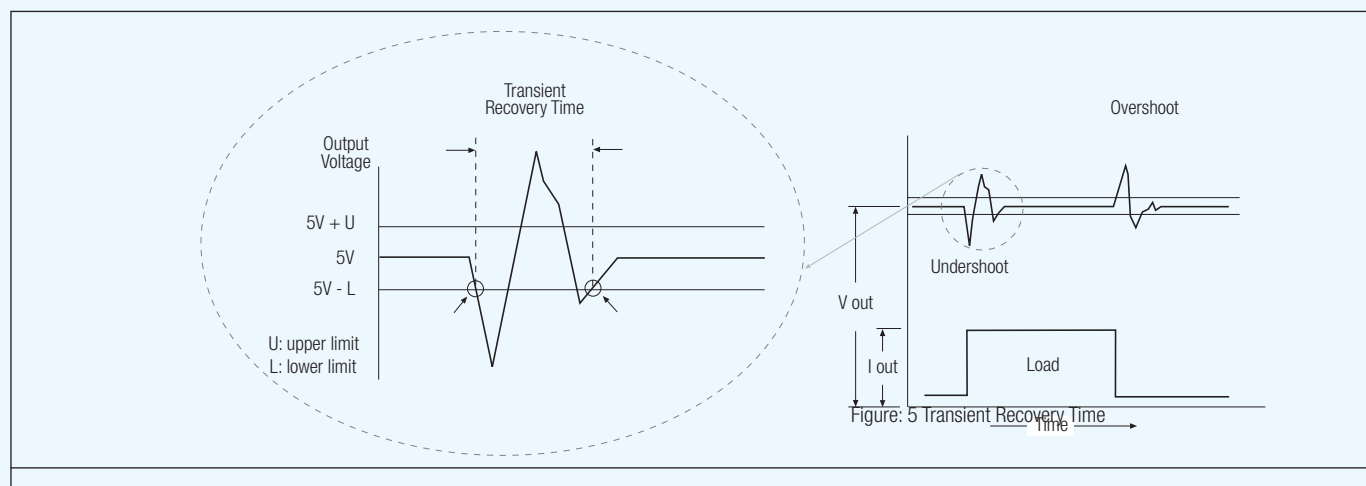 Transient
Recovery Time
Output
Voltage
5V + U
5V
5V - L
U: upper limit
L: lower limit
Overshoot
Undershoot
V out
I out
Load
Figure: 5 Transient Recovery Time
Time